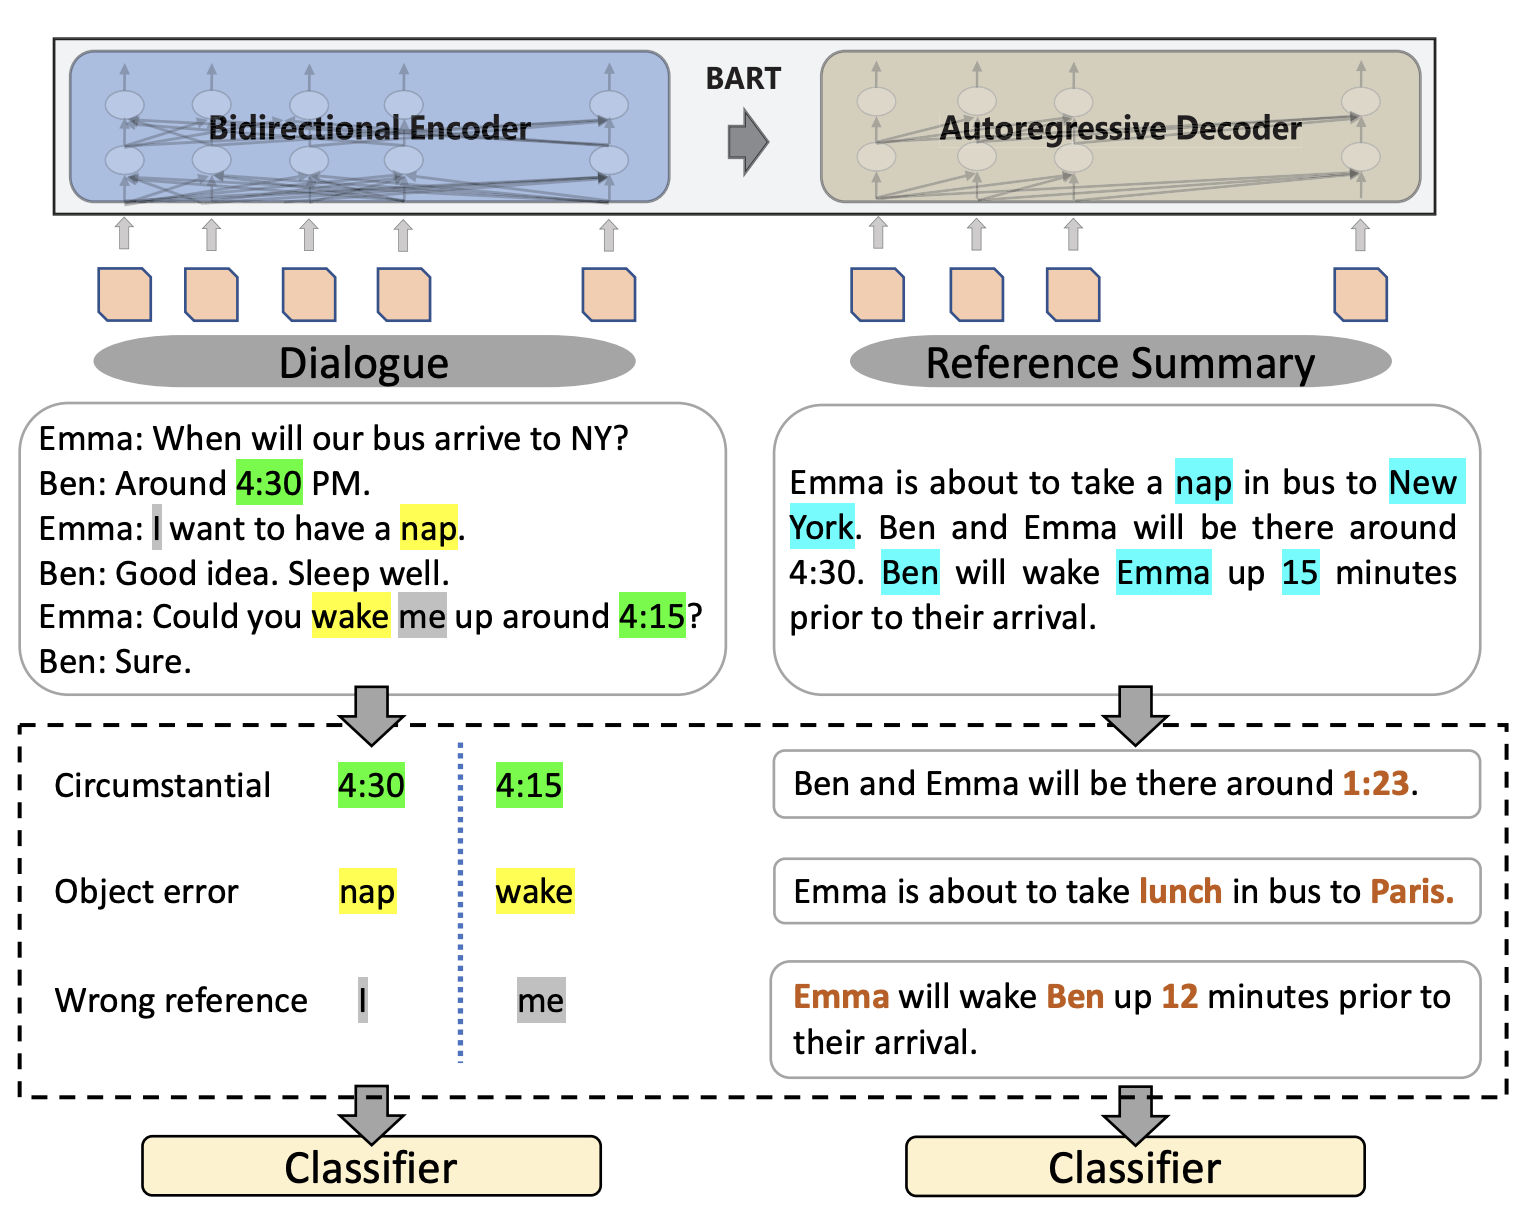 BART
Bidirectional Encoder
Autoregressive Decoder
Dialogue
Reference Summary
Emma: When will our bus arrive to NY?
Ben: Around 4:30 PM.
Emma: I want to have a nap.
Ben: Good idea. Sleep well.
Emma: Could you wake me up around 4:15?
Ben: Sure.
Emma is about to take a nap in bus to New
York. Ben and Emma will be there around
4:30. Ben will wake Emma up 15 minutes
prior to their arrival.
Circumstantial 4:30 4:15
Object error nap wake
Wrong reference I me
Ben and Emma will be there around 1:23.
Emma is about to take lunch in bus to Paris.
Emma will wake Ben up 12 minutes prior to
their arrival.
Classifier
Classifier